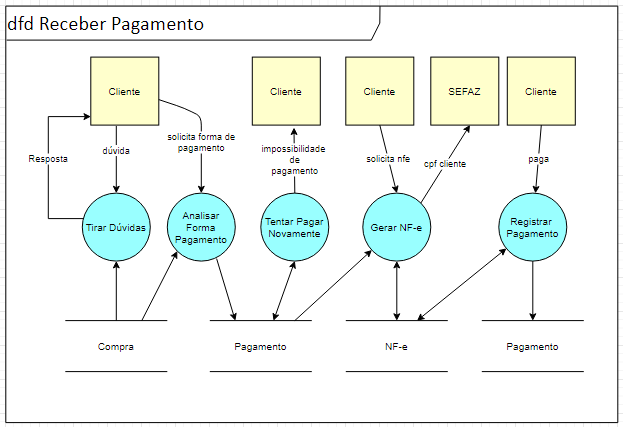 dfd Receber Pagamento
Cliente
Cliente
Cliente
SEFAZ
Cliente
Resposta
dúvida
solicita forma de
pagamento
impossibilidade
de
pagamento
solicita nfe
cpf cliente
paga
Tirar Dúvidas
Analisar
Forma
Pagamento
Tentar Pagar
Novamente
Gerar NF-e
Registrar
Pagamento
Compra
Pagamento
NF-e
Pagamento